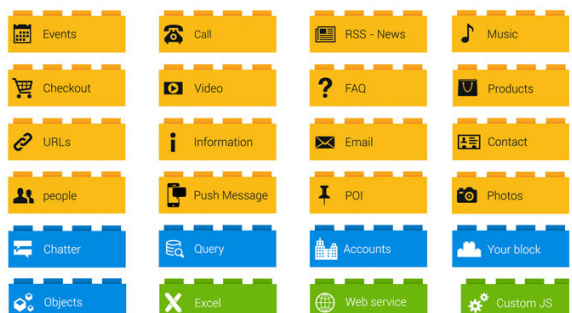 Events
Call
RSS - News
Music
Checkout
Video
FAQ
Products
URLs
Information
Email
Contact
people
Push Message
POI
Photos
Chatter
Query
Accounts
Your block
Objects
Excel
Web service
Custom JS